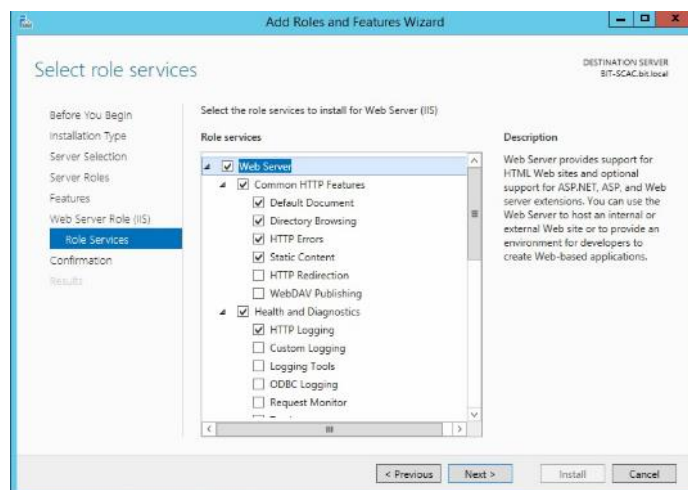 Add Roles and Features Wizard
Select role services
DESTINATION SERVER
BIT-SCAC.bit.local
Before You Begin
Installation Type
Server Selection
Server Roles
Features
Web Server Role (IIS)
Role Services
Confirmation
Results
Select the role services to install for Web Server (IIS)
Role services
Web Server
Common HTTP Features
Default Document
Directory Browsing
HTTP Errors
Static Content
HTTP Redirection
WebDAV Publishing
Health and Diagnostics
HTTP Logging
Custom Logging
Logging Tools
ODBC Logging
Request Monitor
Description
Web Server provides support for
HTML Web sites and optional
support for ASP.NET, ASP, and Web
server extensions. You can use the
Web Server to host an internal or
external Web site or to provide an
environment for developers to
create Web-based applications.
< Previous
Next >
Install
Cancel